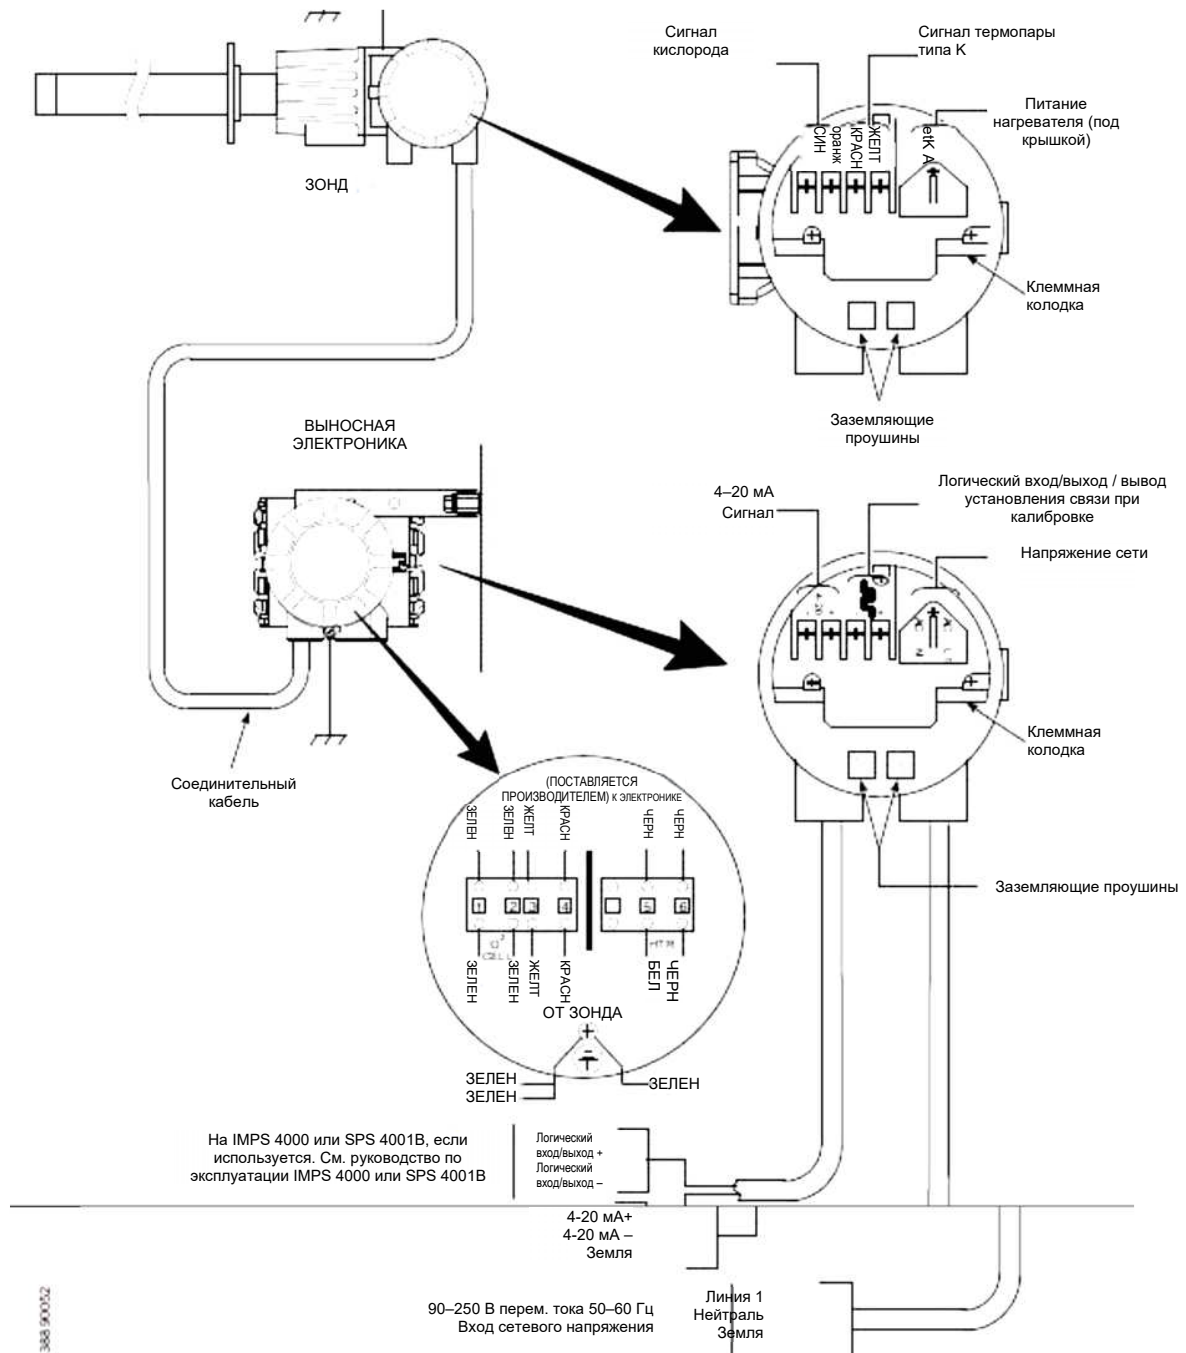 Сигнал
кислорода
Сигнал термопары
типа K
Питание
нагревателя (под
крышкой)
СИН
оранж
КРАСН
ЖЕЛТ
ЗОНД
Клеммная
колодка
Заземляющие
проушины
ВЫНОСНАЯ
ЭЛЕКТРОНИКА
4–20 мА
Сигнал
Логический вход/выход / вывод
установления связи при
калибровке
Напряжение сети
4-20
Клеммная
колодка
Соединительный
кабель
(ПОСТАВЛЯЕТСЯ
ПРОИЗВОДИТЕЛЕМ) К ЭЛЕКТРОНИКЕ
ЗЕЛЕН
ЗЕЛЕН
ЖЕЛТ
КРАСН
ЧЕРН
ЧЕРН
1
2
3
4
5
6
ЗЕЛЕН
ЗЕЛЕН
ЖЕЛТ
КРАСН
БЕЛ
ЧЕРН
ОТ ЗОНДА
Заземляющие проушины
ЗЕЛЕН
ЗЕЛЕН
ЗЕЛЕН
На IMPS 4000 или SPS 4001B, если
используется. См. руководство по
эксплуатации IMPS 4000 или SPS 4001B
Логический
вход/выход +
Логический
вход/выход –
4-20 мА+
4-20 мА –
Земля
90–250 В перем. тока 50–60 Гц
Вход сетевого напряжения
Линия 1
Нейтраль
Земля
388 90052